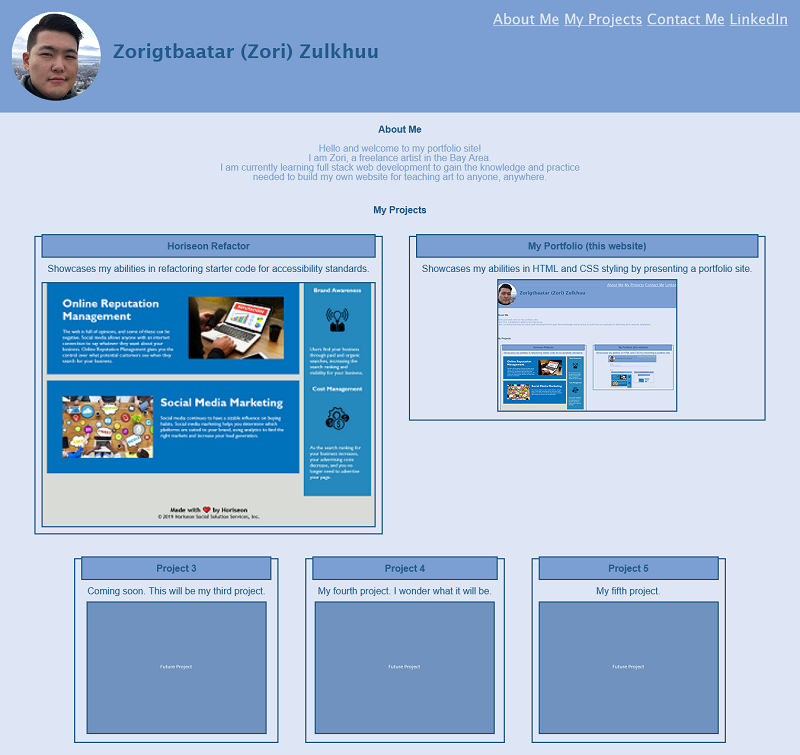 About Me My Projects Contact Me LinkedIn
Zorigtbaatar (Zori) Zulkhuu
About Me
Hello and welcome to my portfolio site!
I am Zori, a freelance artist in the Bay Area.
I am currently learning full stack web development to gain the knowledge and practice
needed to build my own website for teaching art to anyone, anywhere.
My Projects
Horiseon Refactor
Showcases my abilities in refactoring starter code for accessibility standards.
Online Reputation
Management
The web is full of opinions, and some of these can be
negative. Social media allows anyone with an internet
connection to say whatever they want about your
business. Online Reputation Management gives you the
control over what potential customers see when they
search for your business.
Brand Awareness
Users find your business
through paid and organic
searches, increasing the
search ranking and
visibility for your business.
Cost Management
As the search ranking for
your business increases,
your advertising costs
decrease, and you no
longer need to advertise
your page.
Social Media Marketing
Social media continues to have a sizable influence on buying
habits. Social media marketing helps you determine which
platforms are suited to your brand, using analytics to find the
right markets and increase your lead generation.
Made with ❤️ by Horiseon
© 2019 Horiseon Social Solution Services, Inc.
My Portfolio (this website)
Showcases my abilities in HTML and CSS styling by presenting a portfolio site.
Zorigtbaatar (Zori) Zulkhuu
About Me My Projects Contact Me LinkedIn
Project 3
Coming soon. This will be my third project.
Future Project
Project 4
My fourth project. I wonder what it will be.
Future Project
Project 5
My fifth project.
Future Project